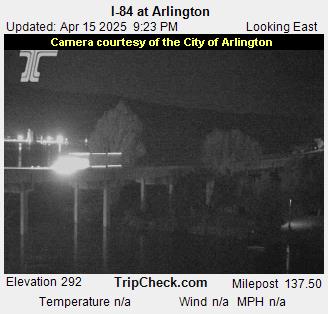 I-84 at Arlington
Updated: Apr 15 2025 9:23 PM Looking East
Camera courtesy of the City of Arlington
Elevation 292 TripCheck.com Milepost 137.50
Temperature n/a Wind n/a MPH n/a